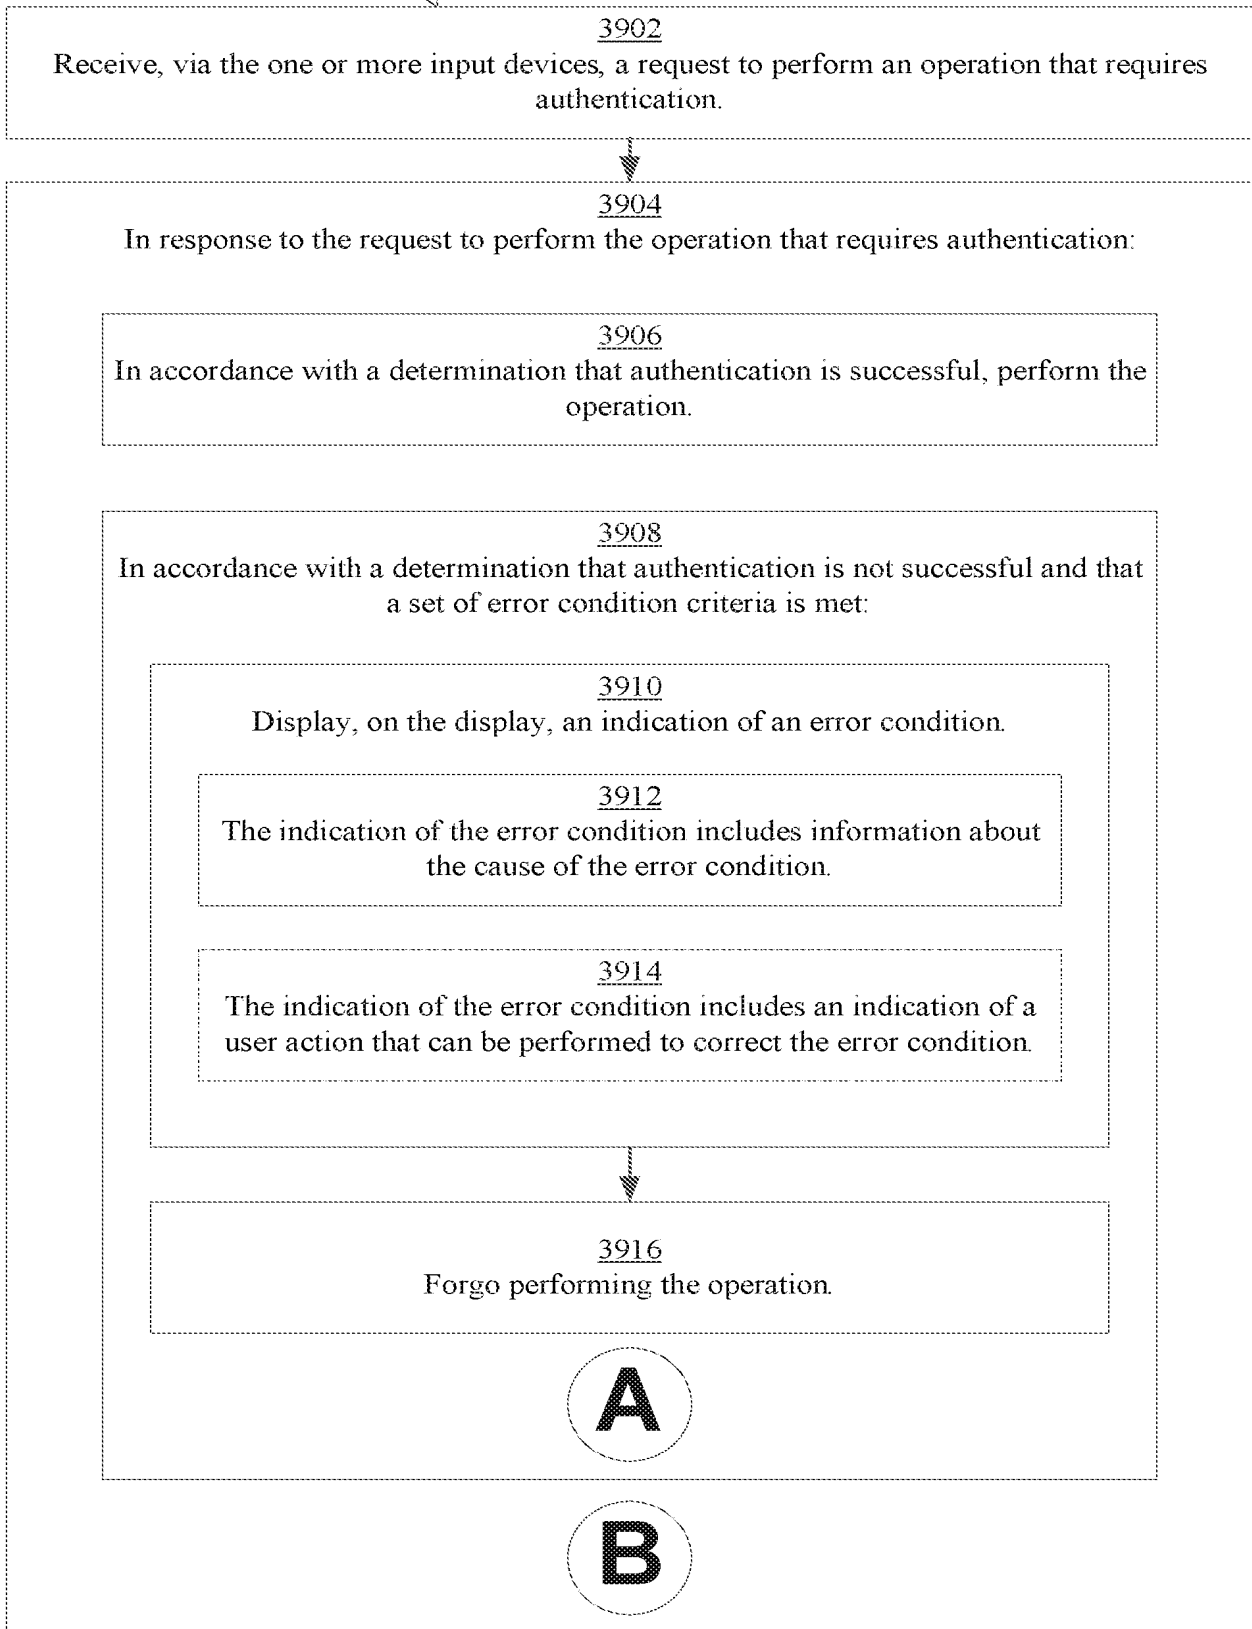 3902
Receive, via the one or more input devices, a request to perform an operation that requires
authentication.
3904
In response to the request to perform the operation that requires authentication:
3906
In accordance with a determination that authentication is successful, perform the
operation.
3908
In accordance with a determination that authentication is not successful and that
a set of error condition criteria is met:
3910
Display, on the display, an indication of an error condition.
3912
The indication of the error condition includes information about
the cause of the error condition.
3914
The indication of the error condition includes an indication of a
user action that can be performed to correct the error condition.
3916
Forgo performing the operation.
A
B